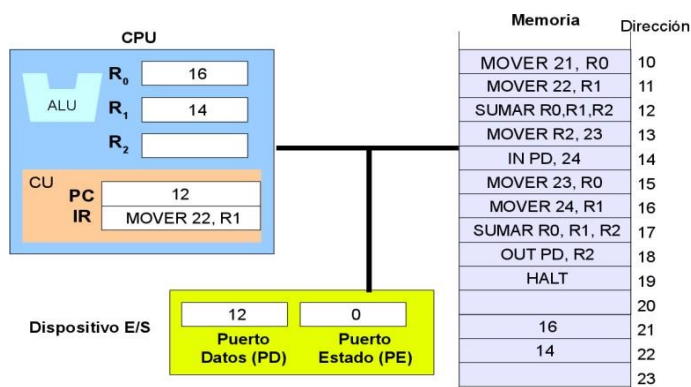 CPU
R0 16
ALU
R1 14
R2
CU
PC 12
IR MOVER 22, R1
Dispositivo E/S
12 0
Puerto Datos (PD)
Puerto Estado (PE)
Memoria Dirección
MOVER 21, R0 10
MOVER 22, R1 11
SUMAR R0,R1,R2 12
MOVER R2, 23 13
IN PD, 24 14
MOVER 23, R0 15
MOVER 24, R1 16
SUMAR R0, R1, R2 17
OUT PD, R2 18
HALT 19
20
16 21
14 22
23